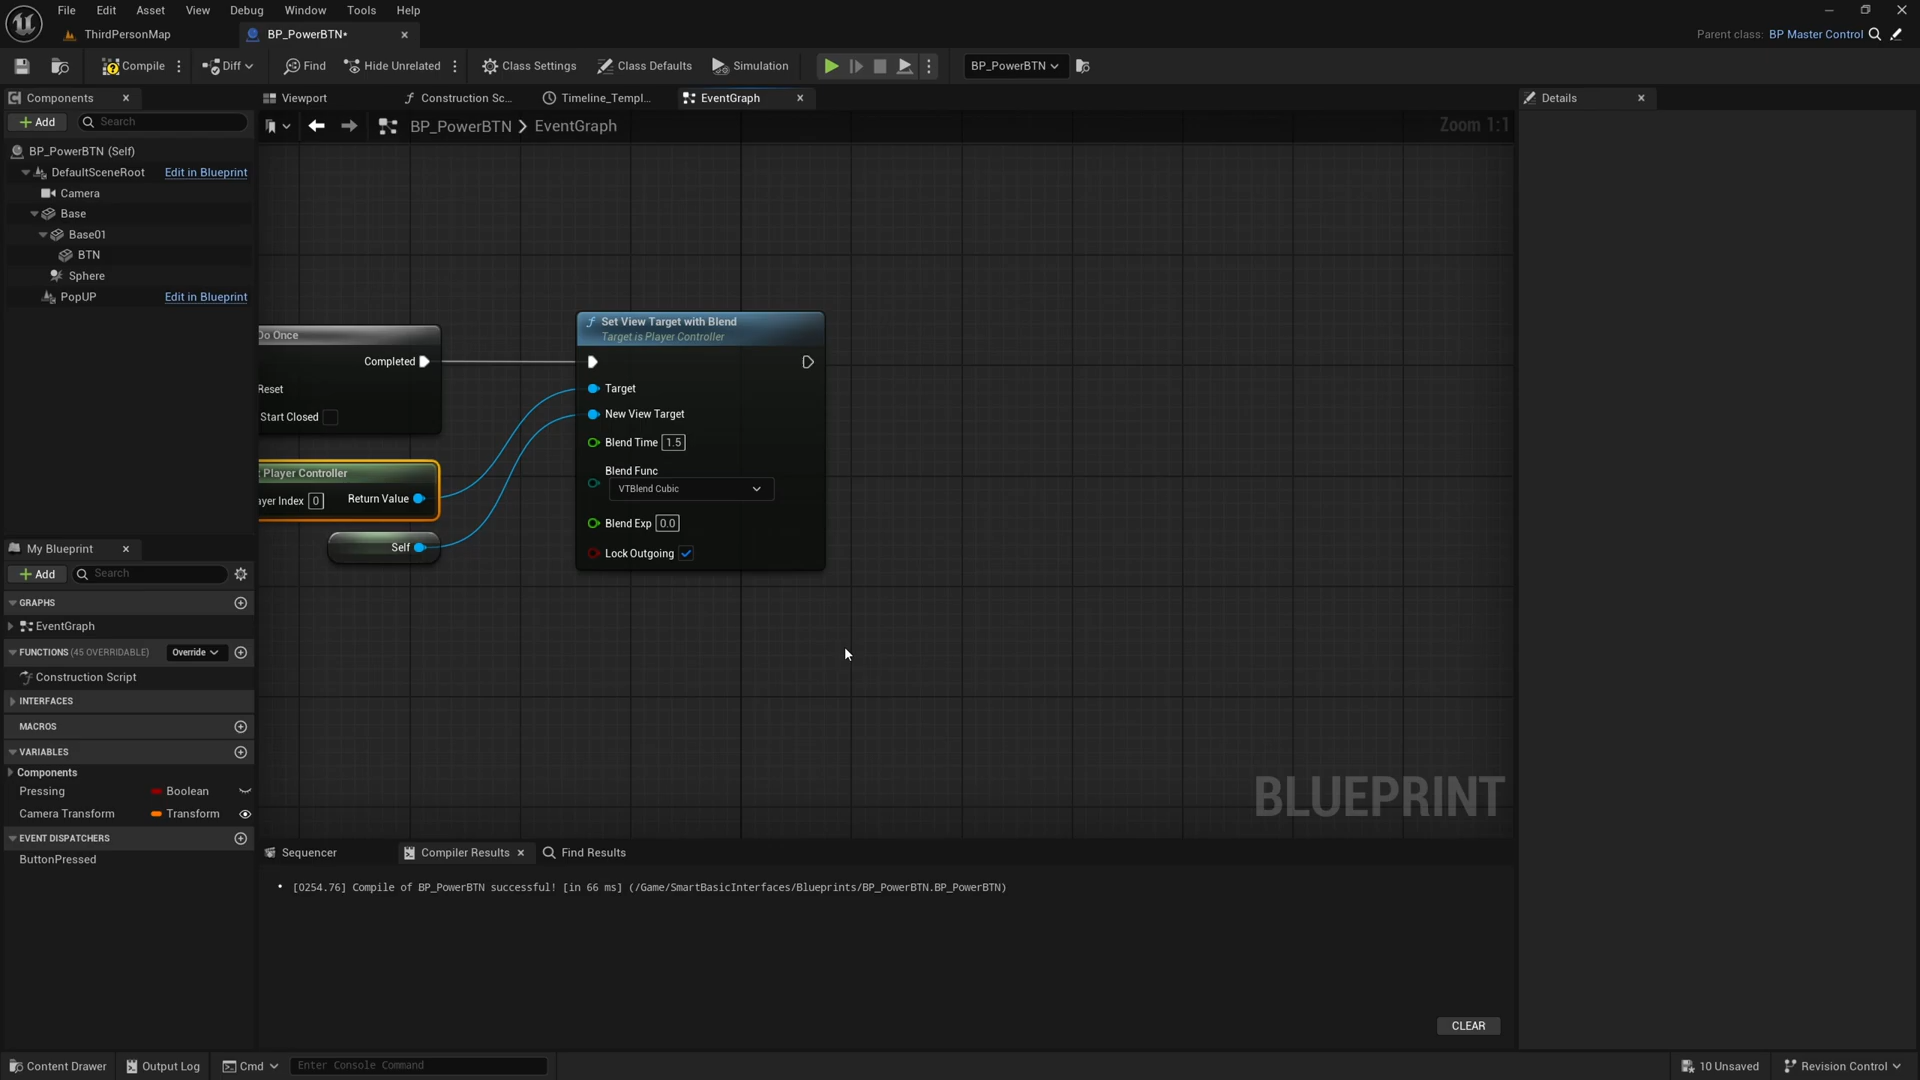 File Edit Asset View Debug Window Tools Help
ThirdPersonMap
BP_PowerBTN•
Parent class: BP Master Control
Compile
Diff
Find
Hide Unrelated
Class Settings
Class Defaults
Simulation
BP_PowerBTN
Components
Viewport
Construction Sc...
Timeline_Templ...
EventGraph
Details
Add
Search
BP_PowerBTN > EventGraph
Zoom 1:1
BP_PowerBTN (Self)
DefaultSceneRoot Edit in Blueprint
Camera
Base
Base01
BTN
Sphere
PopUP Edit in Blueprint
Do Once
Completed
Reset
Start Closed
Player Controller
ayer Index 0 Return Value
Self
Set View Target with Blend
Target is Player Controller
Target
New View Target
Blend Time 1.5
Blend Func
VTBlend Cubic
Blend Exp 0.0
Lock Outgoing
My Blueprint
Add
Search
GRAPHS
EventGraph
FUNCTIONS (45 OVERRIDABLE) Override
Construction Script
INTERFACES
MACROS
VARIABLES
Components
Pressing Boolean
Camera Transform Transform
EVENT DISPATCHERS
ButtonPressed
BLUEPRINT
Sequencer
Compiler Results
Find Results
• [0254.76] Compile of BP_PowerBTN successful! [in 66 ms] (/Game/SmartBasicInterfaces/Blueprints/BP_PowerBTN.BP_PowerBTN)
CLEAR
Content Drawer
Output Log
Cmd
Enter Console Command
10 Unsaved
Revision Control